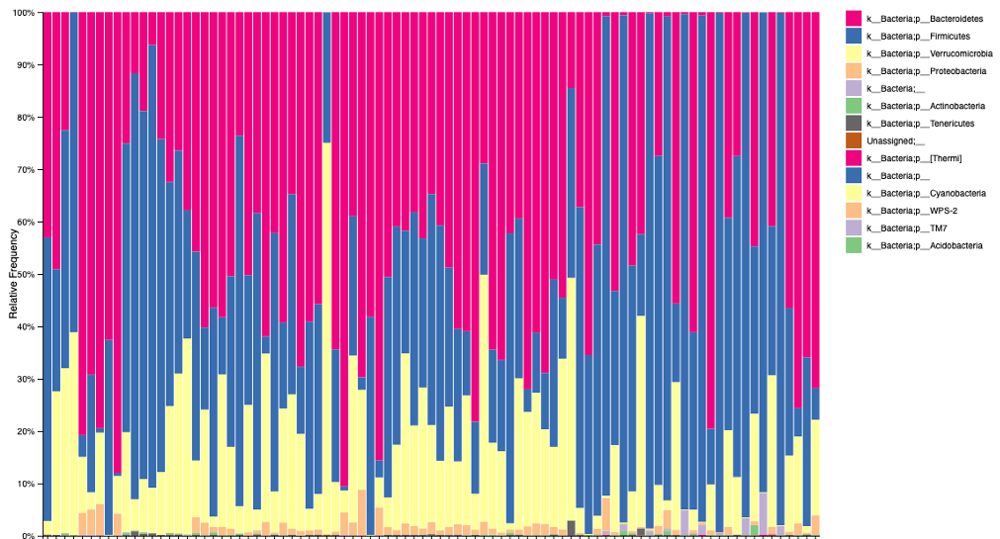 100%
90%
80%
70%
60%
50%
40%
30%
20%
10%
0%
Relative Frequency
k__Bacteria;p__Bacteroidetes
k__Bacteria;p__Firmicutes
k__Bacteria;p__Verrucomicrobia
k__Bacteria;p__Proteobacteria
k__Bacteria;__
k__Bacteria;p__Actinobacteria
k__Bacteria;p__Tenericutes
Unassigned;__
k__Bacteria;p__[Thermi]
k__Bacteria;p__
k__Bacteria;p__Cyanobacteria
k__Bacteria;p__WPS-2
k__Bacteria;p__TM7
k__Bacteria;p__Acidobacteria